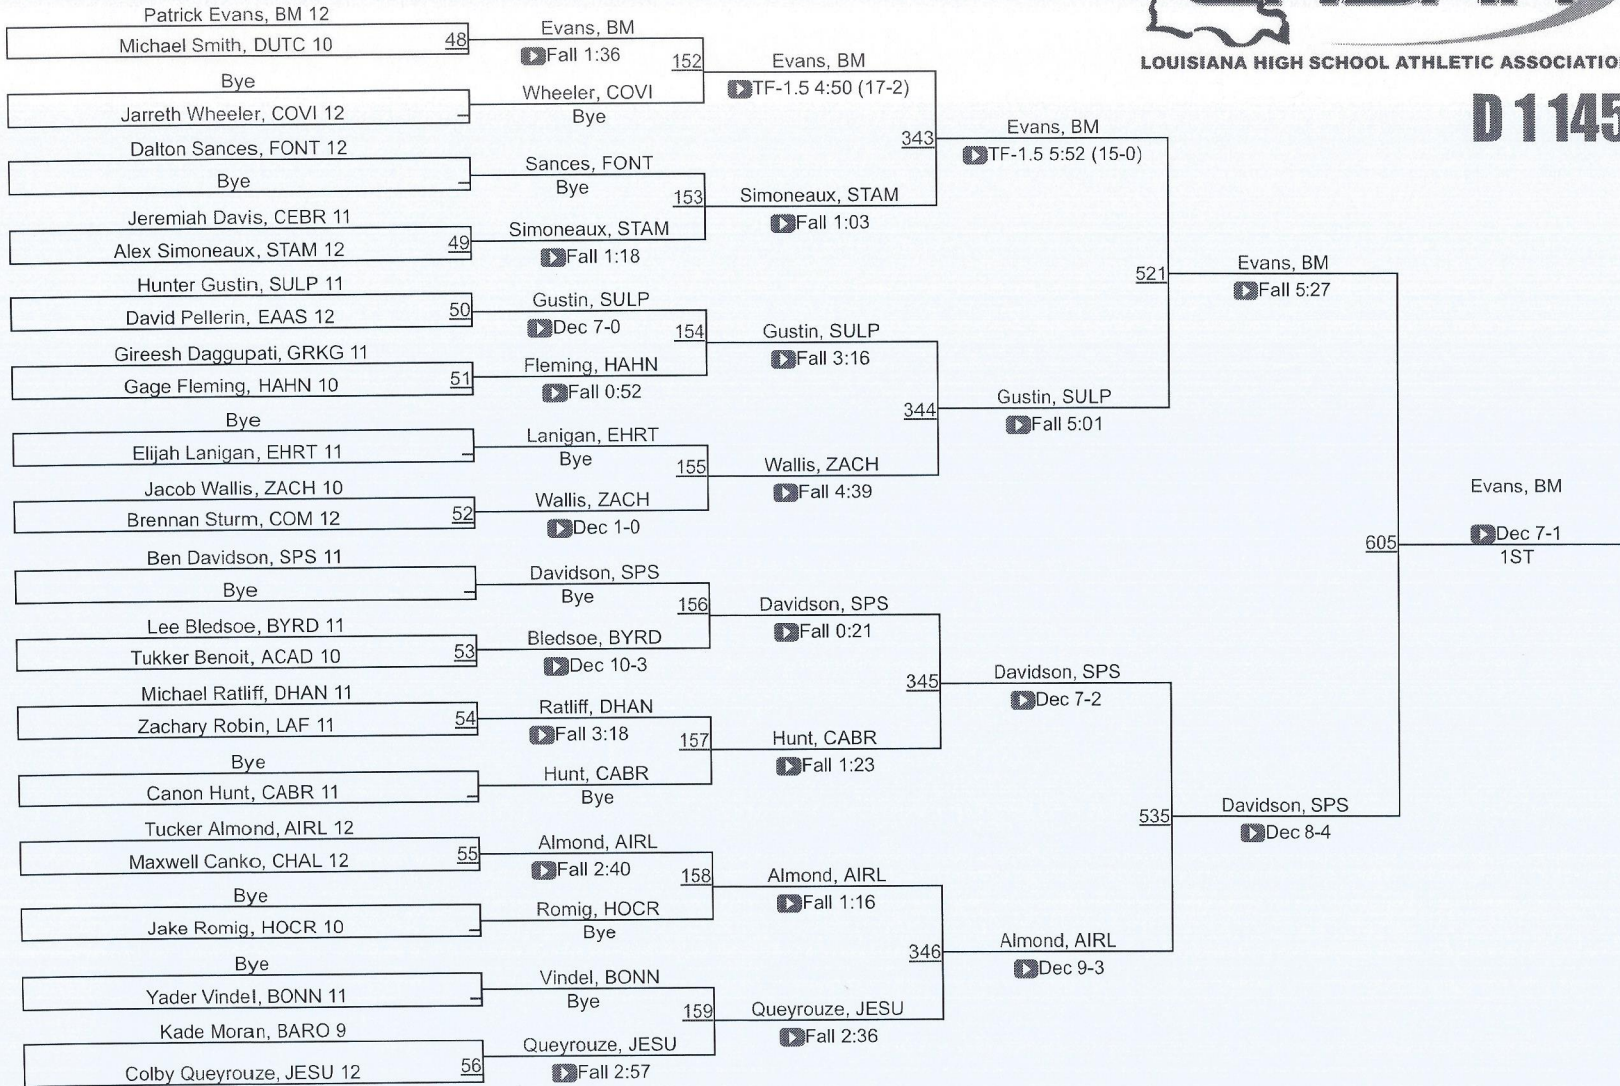 LOUISIANA HIGH SCHOOL ATHLETIC ASSOCIATIO
D 1 145
Patrick Evans, BM 12
Michael Smith, DUTC 10
48
Bye
Jarreth Wheeler, COVI 12
Dalton Sances, FONT 12
Bye
Jeremiah Davis, CEBR 11
Alex Simoneaux, STAM 12
49
Hunter Gustin, SULP 11
David Pellerin, EAAS 12
50
Gireesh Daggupati, GRKG 11
Gage Fleming, HAHN 10
51
Bye
Elijah Lanigan, EHRT 11
Jacob Wallis, ZACH 10
Brennan Sturm, COM 12
52
Ben Davidson, SPS 11
Bye
Lee Bledsoe, BYRD 11
Tukker Benoit, ACAD 10
53
Michael Ratliff, DHAN 11
Zachary Robin, LAF 11
54
Bye
Canon Hunt, CABR 11
Tucker Almond, AIRL 12
Maxwell Canko, CHAL 12
55
Bye
Jake Romig, HOCR 10
Bye
Yader Vindel, BONN 11
Kade Moran, BARO 9
Colby Queyrouze, JESU 12
56
Evans, BM
Fall 1:36
152
Wheeler, COVI
Bye
Sances, FONT
Bye
153
Simoneaux, STAM
Fall 1:18
Gustin, SULP
Dec 7-0
154
Fleming, HAHN
Fall 0:52
Lanigan, EHRT
Bye
155
Wallis, ZACH
Dec 1-0
Davidson, SPS
Bye
156
Bledsoe, BYRD
Dec 10-3
Ratliff, DHAN
Fall 3:18
157
Hunt, CABR
Bye
Almond, AIRL
Fall 2:40
158
Romig, HOCR
Bye
Vindel, BONN
Bye
159
Queyrouze, JESU
Fall 2:57
Evans, BM
TF-1.5 4:50 (17-2)
343
Simoneaux, STAM
Fall 1:03
Gustin, SULP
Fall 3:16
344
Wallis, ZACH
Fall 4:39
Davidson, SPS
Fall 0:21
345
Hunt, CABR
Fall 1:23
Almond, AIRL
Fall 1:16
346
Queyrouze, JESU
Fall 2:36
Evans, BM
TF-1.5 5:52 (15-0)
521
Gustin, SULP
Fall 5:01
Davidson, SPS
Dec 7-2
535
Almond, AIRL
Dec 9-3
Evans, BM
Fall 5:27
605
Davidson, SPS
Dec 8-4
Evans, BM
Dec 7-1
1ST